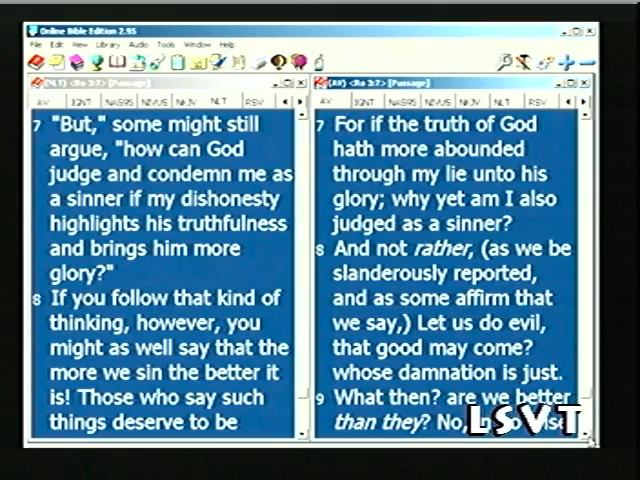 Online Bible Edition 2.95
File Edit View Library Audio Tools Window Help
(NLT) <Ro 3:7> [Passage]
AV IGNT NAS95 NIVUS NKJV NLT RSV
7 "But," some might still
argue, "how can God
judge and condemn me as
a sinner if my dishonesty
highlights his truthfulness
and brings him more
glory?"
8 If you follow that kind of
thinking, however, you
might as well say that the
more we sin the better it
is! Those who say such
things deserve to be
(AV) <Ro 3:7> [Passage]
AV IGNT NAS95 NIVUS NKJV NLT RSV
7 For if the truth of God
hath more abounded
through my lie unto his
glory; why yet am I also
judged as a sinner?
8 And not rather, (as we be
slanderously reported,
and as some affirm that
we say,) Let us do evil,
that good may come?
whose damnation is just.
9 What then? are we better
than they? No,
LSVT